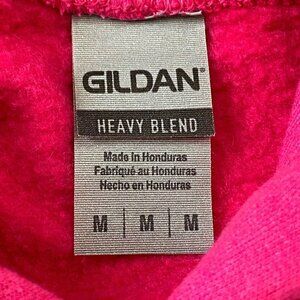 GILDAN®
HEAVY BLEND
Made in Honduras
Fabriqué au Honduras
Hecho en Honduras
M | M | M